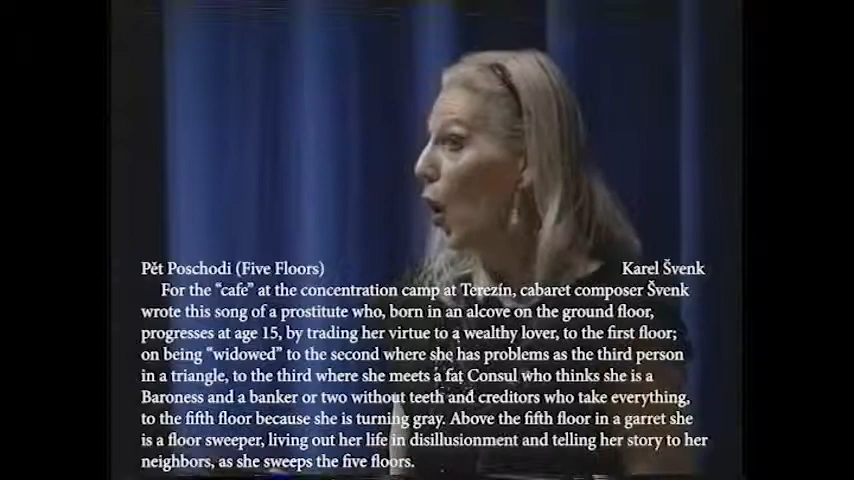 Pět Poschodi (Five Floors) Karel Švenk
For the “cafe” at the concentration camp at Terezín, cabaret composer Švenk
wrote this song of a prostitute who, born in an alcove on the ground floor,
progresses at age 15, by trading her virtue to a wealthy lover, to the first floor;
on being “widowed” to the second where she has problems as the third person
in a triangle, to the third where she meets a fat Consul who thinks she is a
Baroness and a banker or two without teeth and creditors who take everything,
to the fifth floor because she is turning gray. Above the fifth floor in a garret she
is a floor sweeper, living out her life in disillusionment and telling her story to her
neighbors, as she sweeps the five floors.